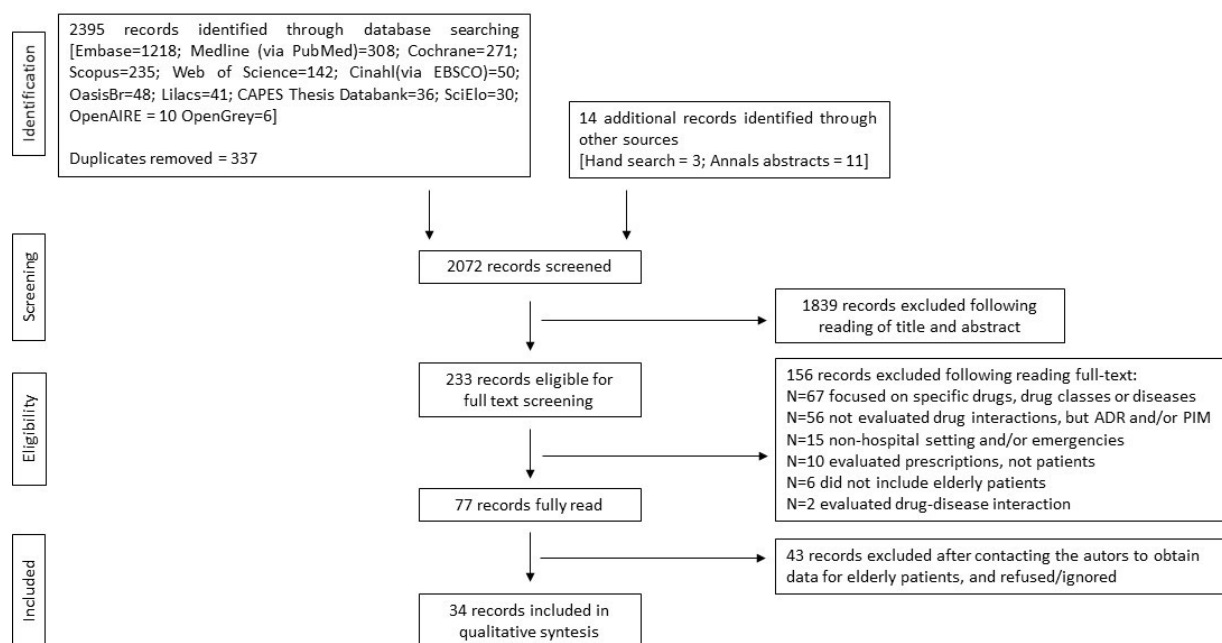 Identification
2395 records identified through database searching
[Embase=1218; Medline (via PubMed)=308; Cochrane=271;
Scopus=235; Web of Science=142; Cinahl(via EBSCO)=50;
OasisBr=48; Lilacs=41; CAPES Thesis Databank=36; SciElo=30;
OpenAIRE = 10 OpenGrey=6]
Duplicates removed = 337
14 additional records identified through
other sources
[Hand search = 3; Annals abstracts = 11]
Screening
2072 records screened
1839 records excluded following
reading of title and abstract
Eligibility
233 records eligible for
full text screening
156 records excluded following reading full-text:
N=67 focused on specific drugs, drug classes or diseases
N=56 not evaluated drug interactions, but ADR and/or PIM
N=15 non-hospital setting and/or emergencies
N=10 evaluated prescriptions, not patients
N=6 did not include elderly patients
N=2 evaluated drug-disease interaction
77 records fully read
Included
43 records excluded after contacting the autors to obtain
data for elderly patients, and refused/ignored
34 records included in
qualitative syntesis